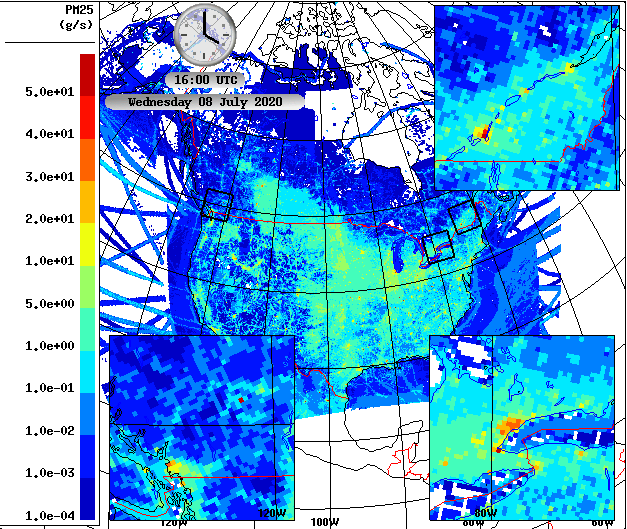 PM25
(g/s)
16:00 UTC
Wednesday 08 July 2020
5.0e+01
4.0e+01
3.0e+01
2.0e+01
1.0e+01
5.0e+00
1.0e+00
1.0e-01
1.0e-02
1.0e-03
1.0e-04
120W
120W
100W
80W
80W
60W